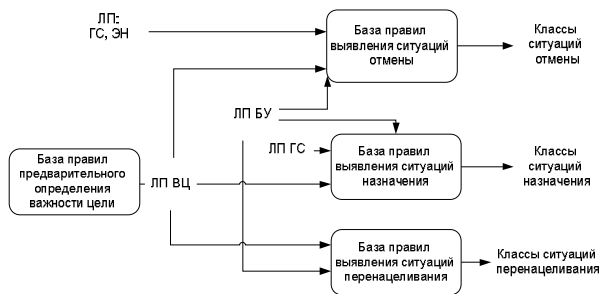 ЛП:
ГС, ЭН
База правил
выявления ситуаций
отмены
Классы
ситуаций
отмены
ЛП БУ
База правил
предварительного
определения
важности цели
ЛП ВЦ
ЛП ГС
База правил
выявления ситуаций
назначения
Классы
ситуаций
назначения
База правил
выявления ситуаций
перенацеливания
Классы ситуаций
перенацеливания